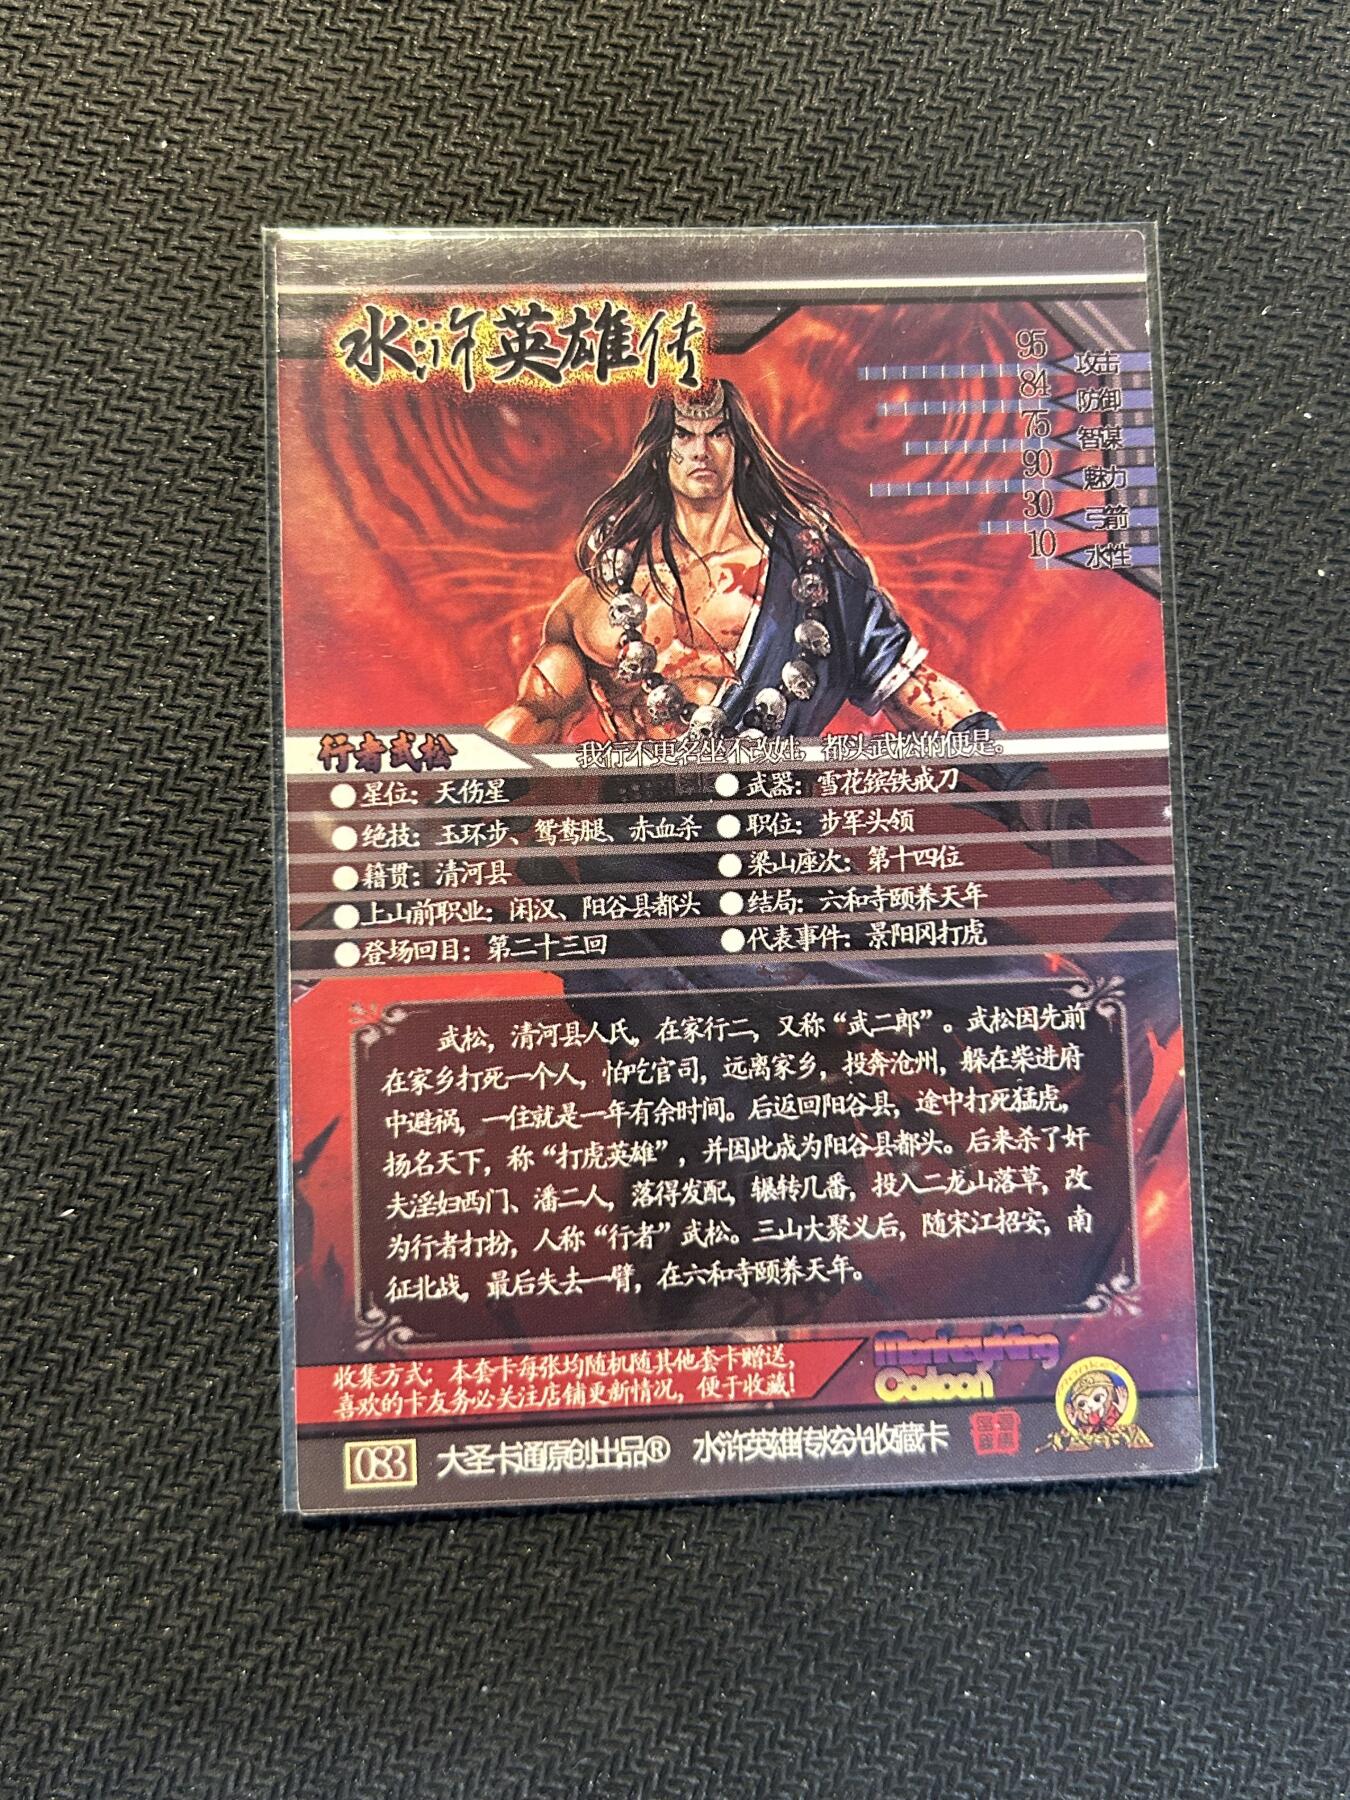 水浒英雄传
95 攻击
84 防御
75 智谋
90 魅力
30 弓箭
10 水性
行者武松
我行不更名坐不改姓，都头武松的便是。
●星位：天伤星
●武器：雪花镔铁戒刀
●绝技：玉环步、鸳鸯腿、赤血杀
●职位：步军头领
●籍贯：清河县
●梁山座次：第十四位
●上山前职业：闲汉、阳谷县都头
●结局：六和寺颐养天年
●登场回目：第二十三回
●代表事件：景阳冈打虎
武松，清河县人氏，在家行二，又称“武二郎”。武松因先前
在家乡打死一个人，怕吃官司，远离家乡，投奔沧州，躲在柴进府
中避祸，一住就是一年有余时间。后返回阳谷县，途中打死猛虎，
扬名天下，称“打虎英雄”，并因此成为阳谷县都头。后来杀了奸
夫淫妇西门、潘二人，落得发配，辗转几番，投入二龙山落草，改
为行者打扮，人称“行者”武松。三山大聚义后，随宋江招安，南
征北战，最后失去一臂，在六和寺颐养天年。
收集方式：本套卡每张均随机随其他套卡赠送，
喜欢的卡友务必关注店铺更新情况，便于收藏！
MonkeyKing
Catoon
083 大圣卡通原创出品® 水浒英雄传炫光收藏卡